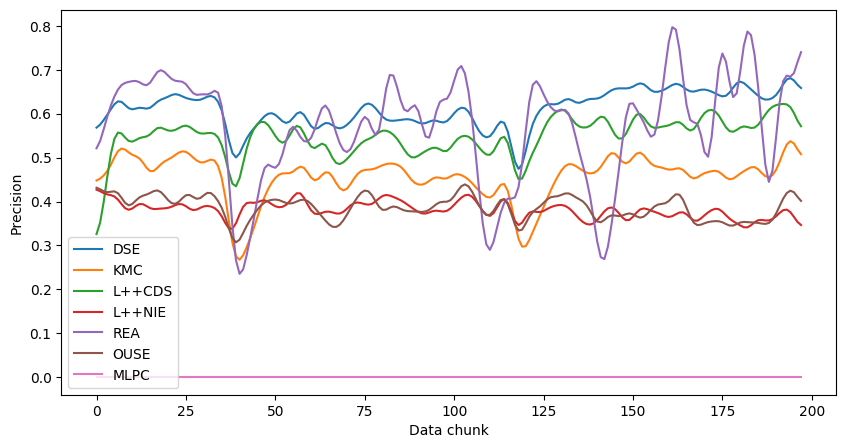 0.8
0.7
0.6
0.5
0.4
0.3
0.2
0.1
0.0
Precision
DSE
KMC
L++CDS
L++NIE
REA
OUSE
MLPC
0 25 50 75 100 125 150 175 200
Data chunk